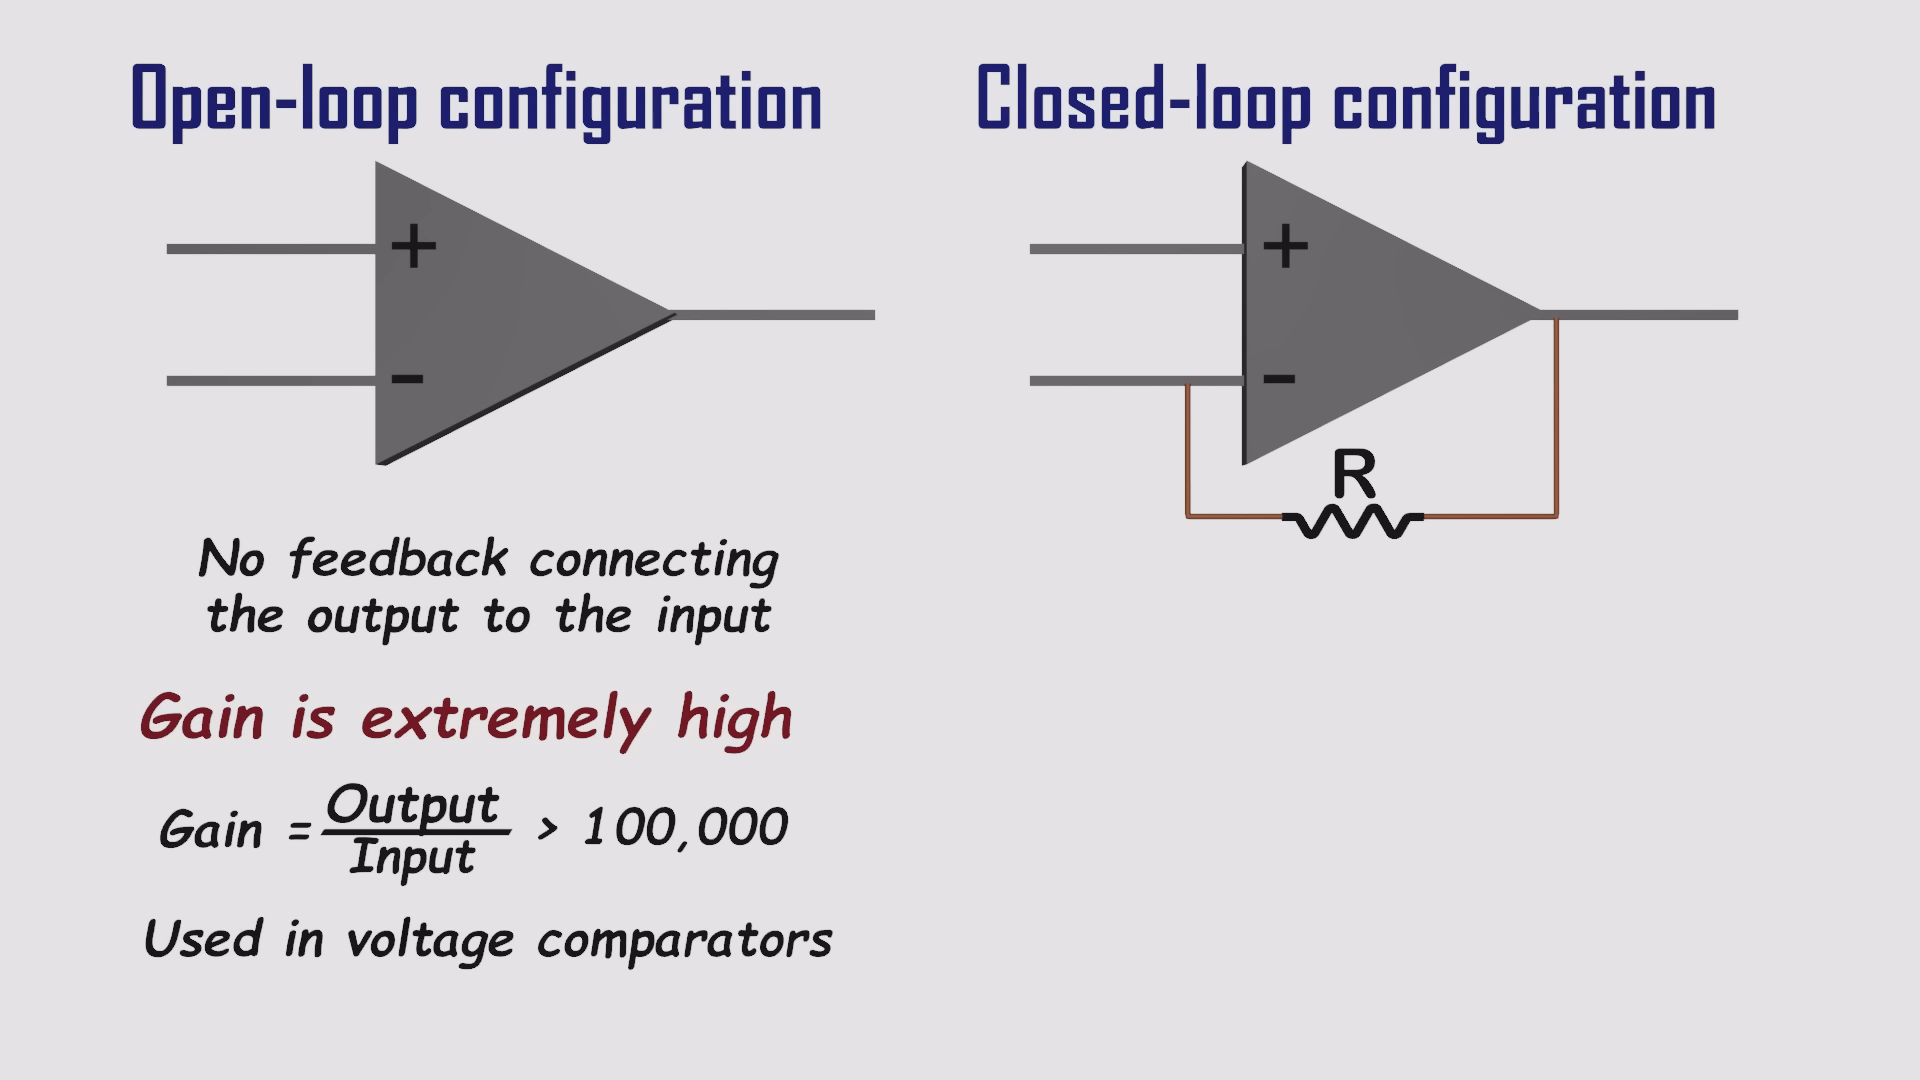 Open-loop configuration
+
-
No feedback connecting
the output to the input
Gain is extremely high
Gain = Output / Input > 100,000
Used in voltage comparators
Closed-loop configuration
+
-
R